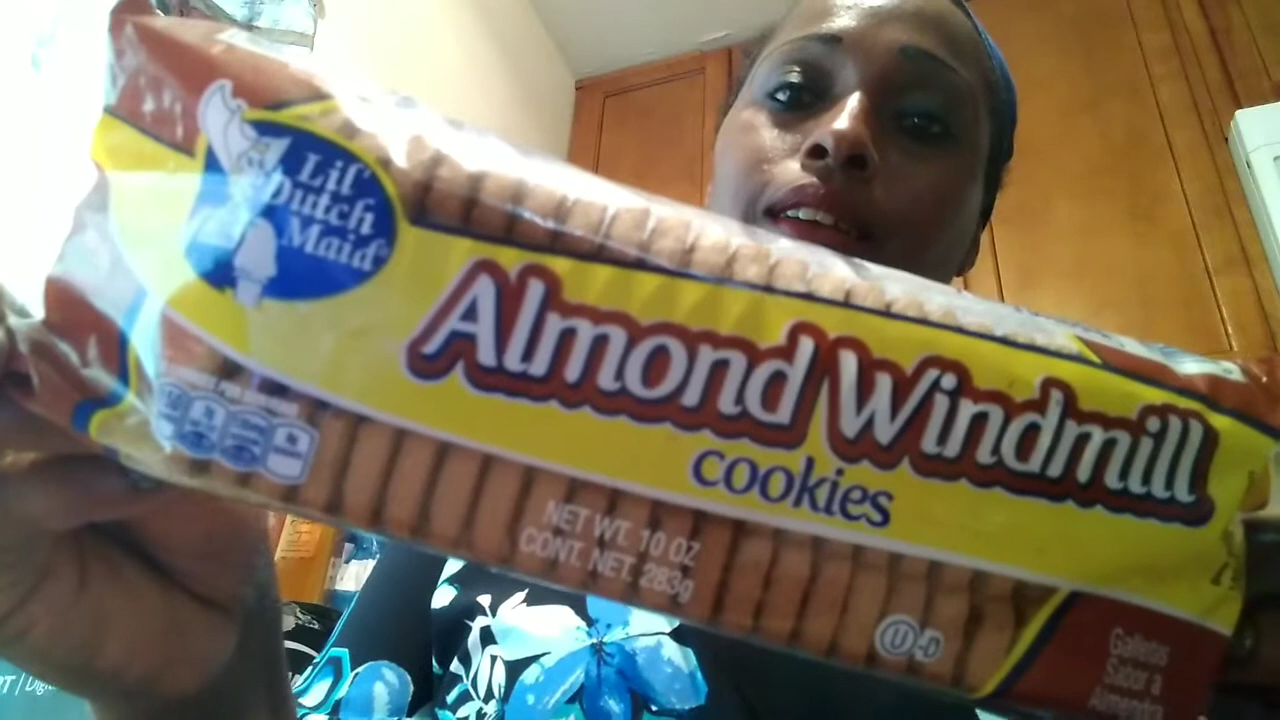 Lil'
Dutch
Maid®
Almond Windmill
cookies
NET WT. 10 OZ
CONT. NET. 283g
U-D
Galletas
Sabor a
Almendra